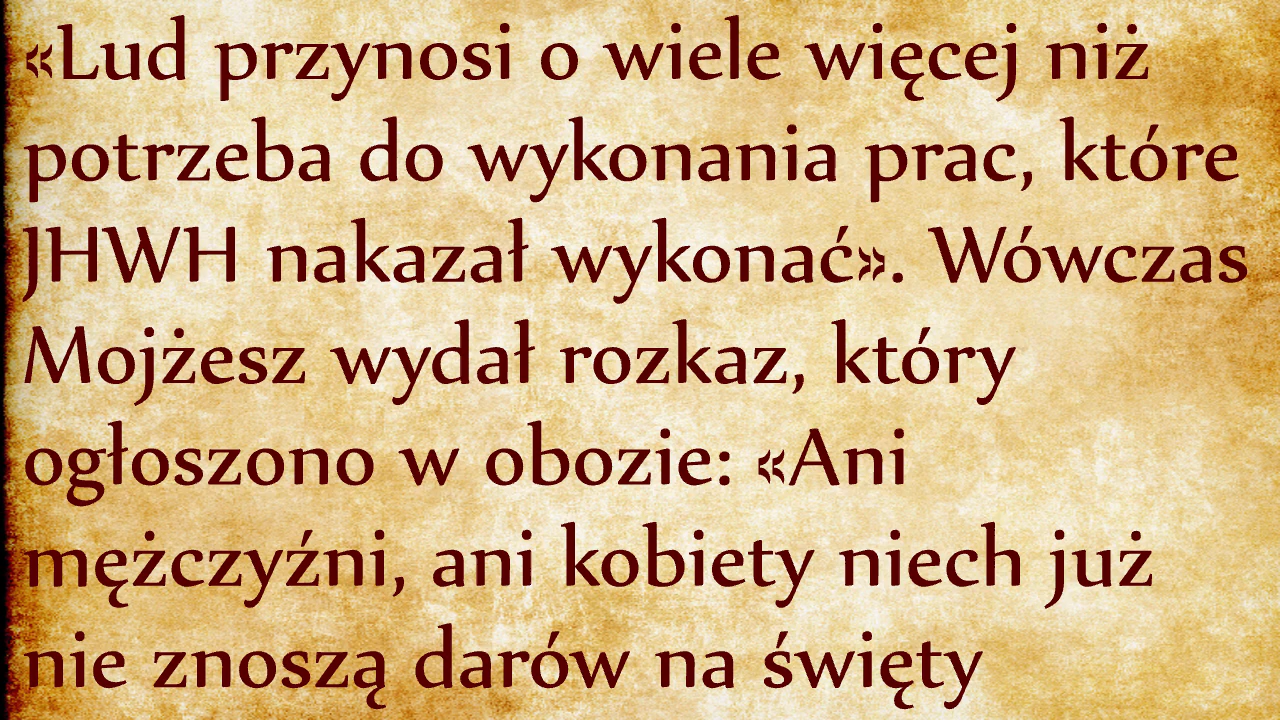 «Lud przynosi o wiele więcej niż
potrzeba do wykonania prac, które
JHWH nakazał wykonać». Wówczas
Mojżesz wydał rozkaz, który
ogłoszono w obozie: «Ani
mężczyźni, ani kobiety niech już
nie znoszą darów na święty